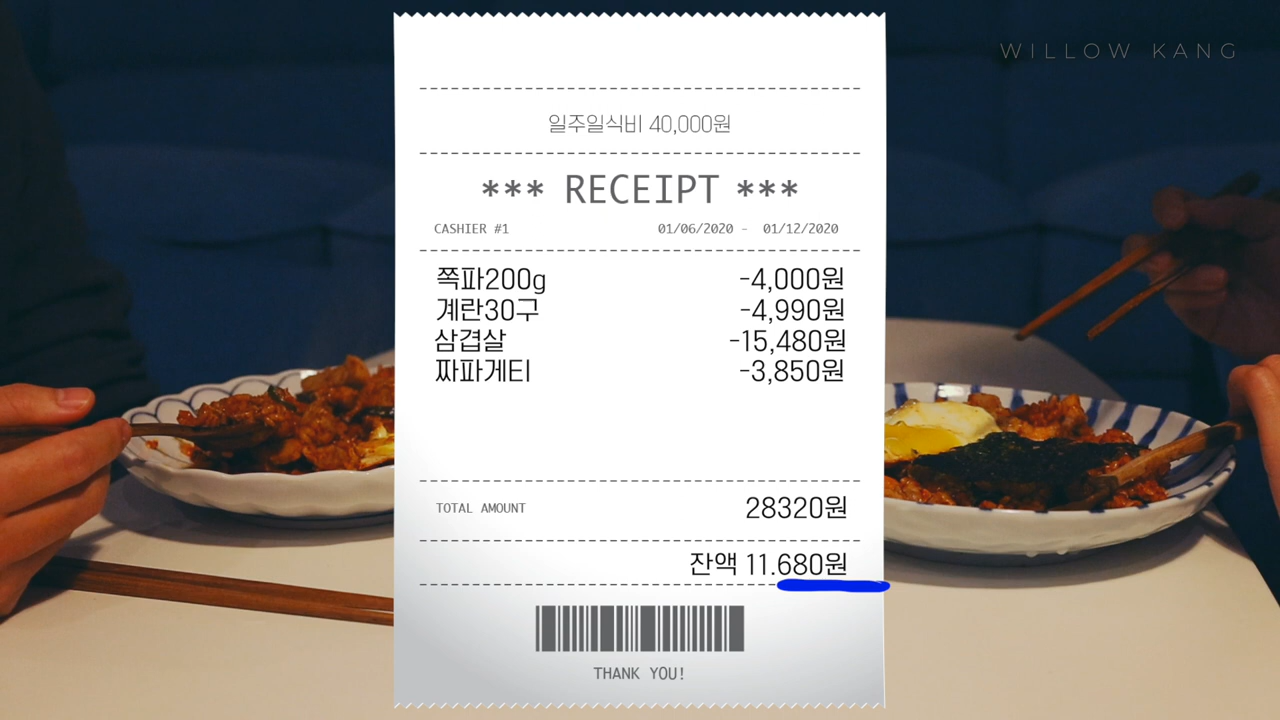 WILLOW KANG
일주일식비 40,000원
*** RECEIPT ***
CASHIER #1 01/06/2020 - 01/12/2020
쪽파200g -4,000원
계란30구 -4,990원
삼겹살 -15,480원
짜파게티 -3,850원
TOTAL AMOUNT 28320원
잔액 11.680원
THANK YOU!